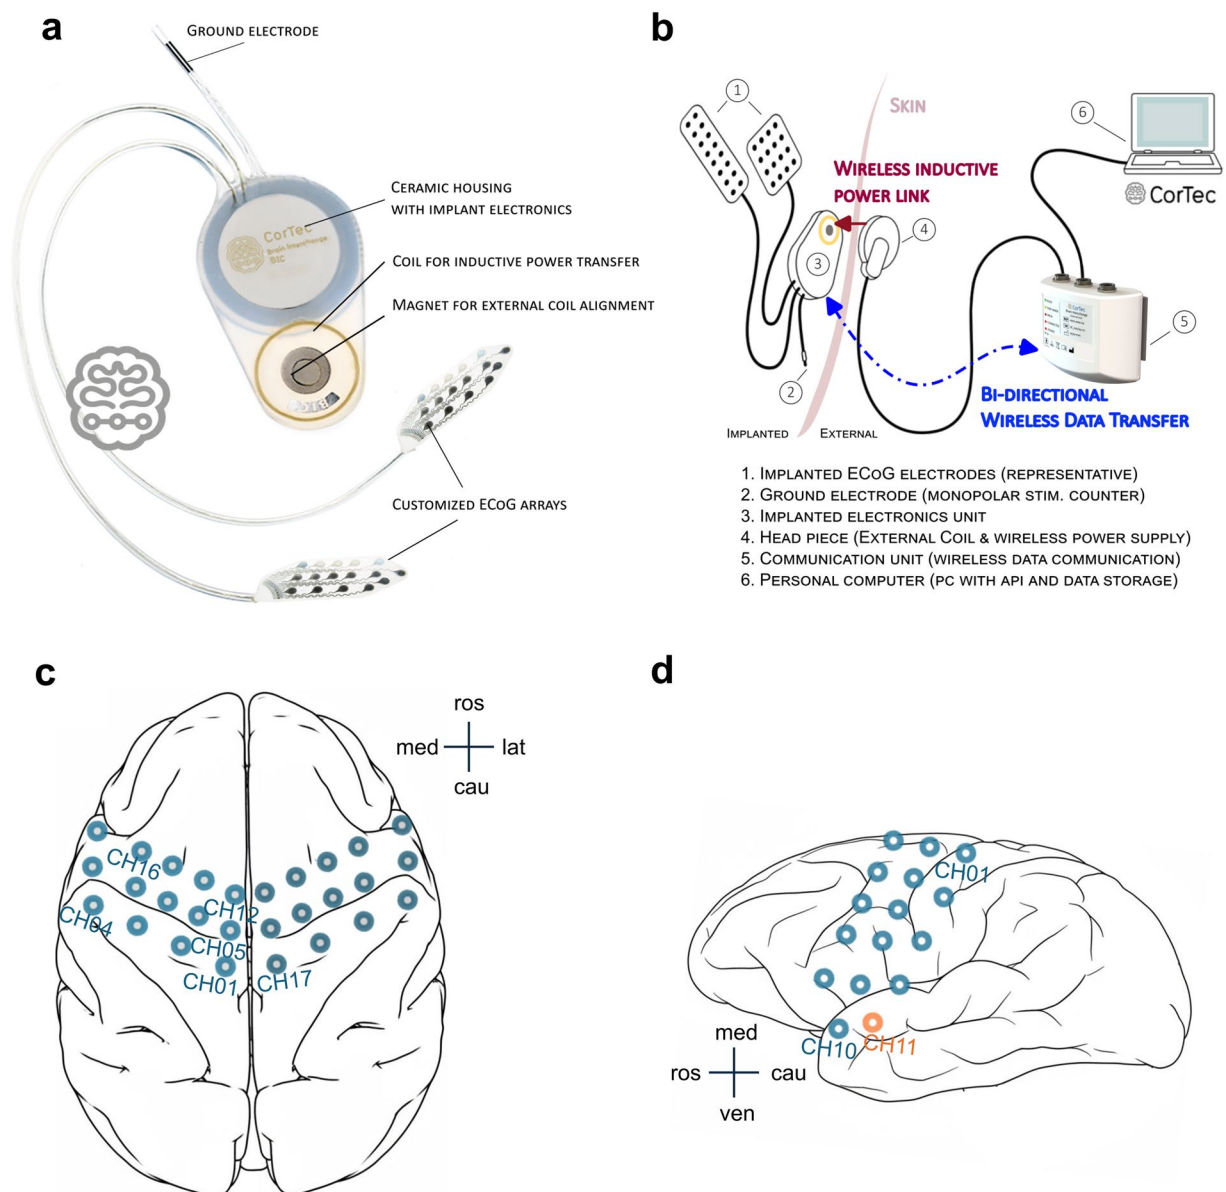 a
GROUND ELECTRODE
CERAMIC HOUSING
WITH IMPLANT ELECTRONICS
CorTec
Brain Interchange
BIC
COIL FOR INDUCTIVE POWER TRANSFER
MAGNET FOR EXTERNAL COIL ALIGNMENT
CUSTOMIZED ECOG ARRAYS
b
1
SKIN
6
WIRELESS INDUCTIVE
POWER LINK
CorTec
4
3
5
2
BI-DIRECTIONAL
WIRELESS DATA TRANSFER
IMPLANTED EXTERNAL
1. IMPLANTED ECOG ELECTRODES (REPRESENTATIVE)
2. GROUND ELECTRODE (MONOPOLAR STIM. COUNTER)
3. IMPLANTED ELECTRONICS UNIT
4. HEAD PIECE (EXTERNAL COIL & WIRELESS POWER SUPPLY)
5. COMMUNICATION UNIT (WIRELESS DATA COMMUNICATION)
6. PERSONAL COMPUTER (PC WITH API AND DATA STORAGE)
c
ros
med lat
cau
CH16
CH12
CH04
CH05
CH01 CH17
d
CH01
CH10 CH11
med
ros cau
ven